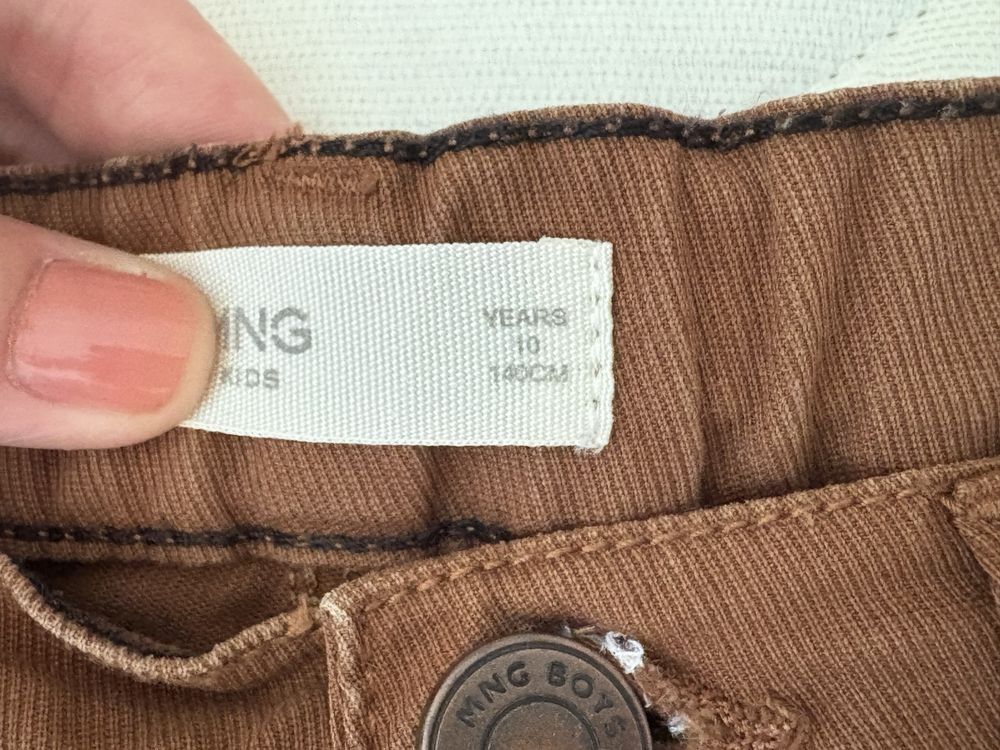 MNG
KIDS
YEARS
10
140CM
MNG BOYS